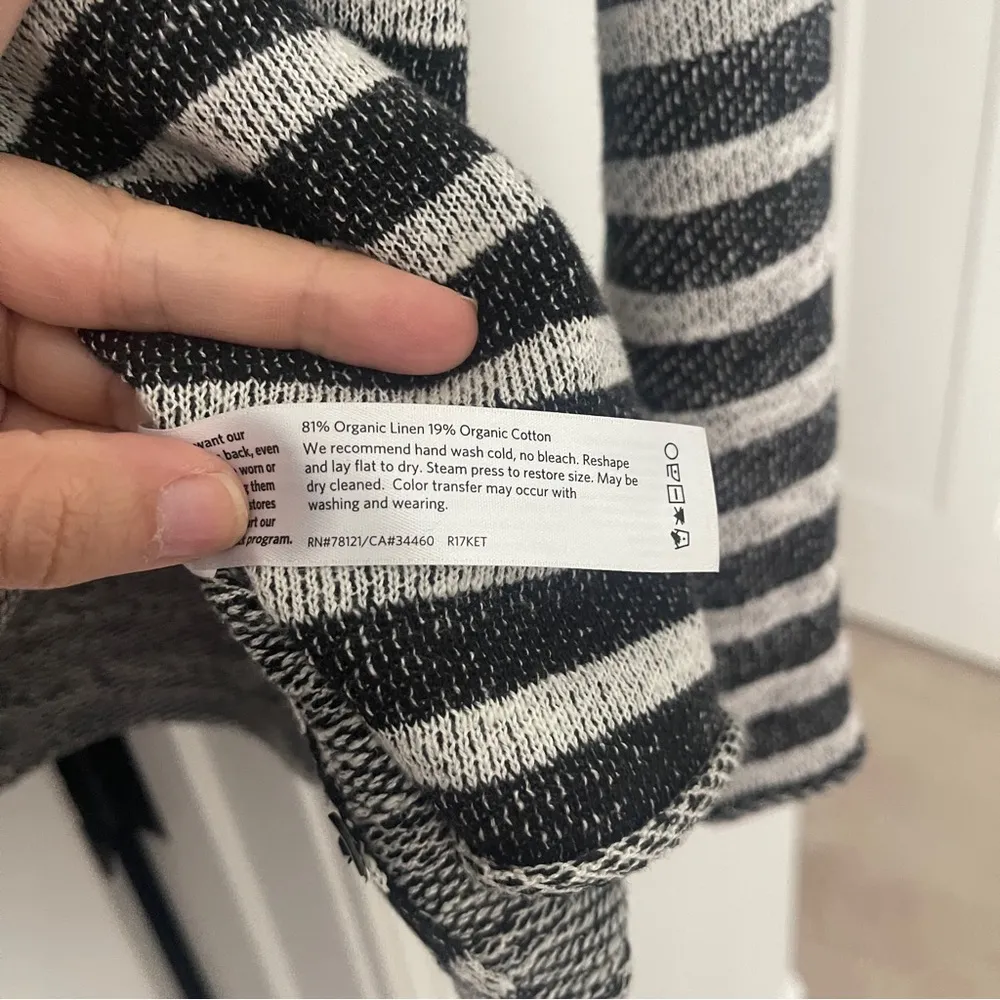 want our
back, even
worn or
them
stores
our
program.
81% Organic Linen 19% Organic Cotton
We recommend hand wash cold, no bleach. Reshape
and lay flat to dry. Steam press to restore size. May be
dry cleaned. Color transfer may occur with
washing and wearing.
RN#78121/CA#34460 R17KET